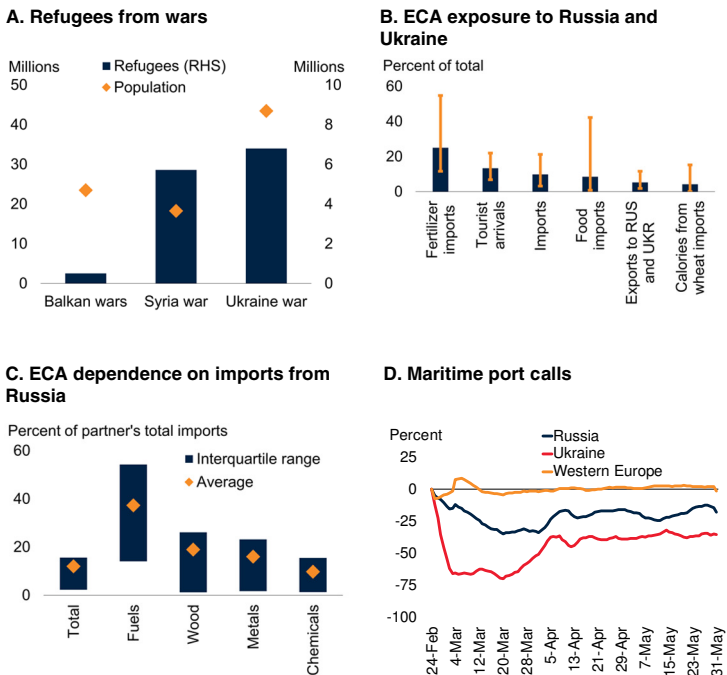 A. Refugees from wars
Millions
Refugees (RHS)
Population
Millions
50
40
30
20
10
0
10
8
6
4
2
0
Balkan wars
Syria war
Ukraine war
B. ECA exposure to Russia and
Ukraine
Percent of total
60
40
20
0
Fertilizer
imports
Tourist
arrivals
Imports
Food
imports
Exports to RUS
and UKR
Calories from
wheat imports
C. ECA dependence on imports from
Russia
Percent of partner's total imports
60
40
20
0
Interquartile range
Average
Total
Fuels
Wood
Metals
Chemicals
D. Maritime port calls
Percent
25
0
-25
-50
-75
-100
Russia
Ukraine
Western Europe
24-Feb
4-Mar
12-Mar
20-Mar
28-Mar
5-Apr
13-Apr
21-Apr
29-Apr
7-May
15-May
23-May
31-May